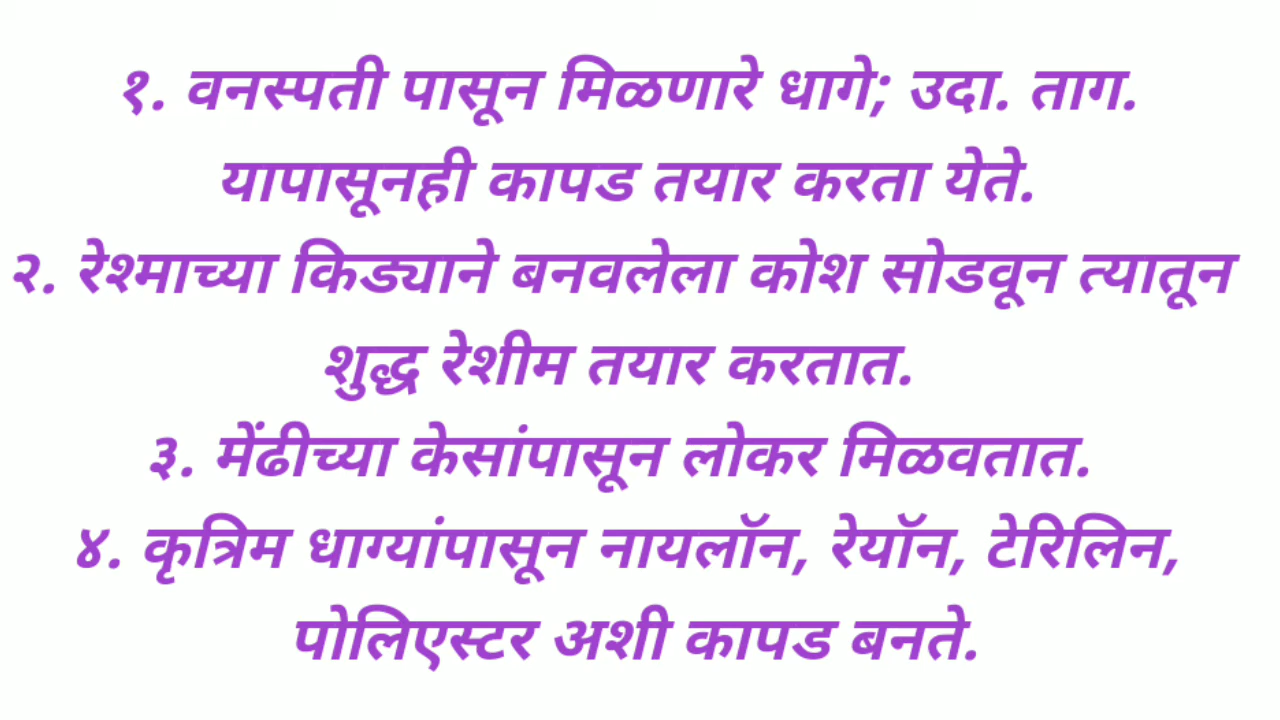 १. वनस्पती पासून मिळणारे धागे; उदा. ताग.
यापासूनही कापड तयार करता येते.
२. रेश्माच्या किड्याने बनवलेला कोश सोडवून त्यातून
शुद्ध रेशीम तयार करतात.
३. मेंढीच्या केसांपासून लोकर मिळवतात.
४. कृत्रिम धाग्यांपासून नायलॉन, रेयॉन, टेरिलिन,
पोलिएस्टर अशी कापड बनते.